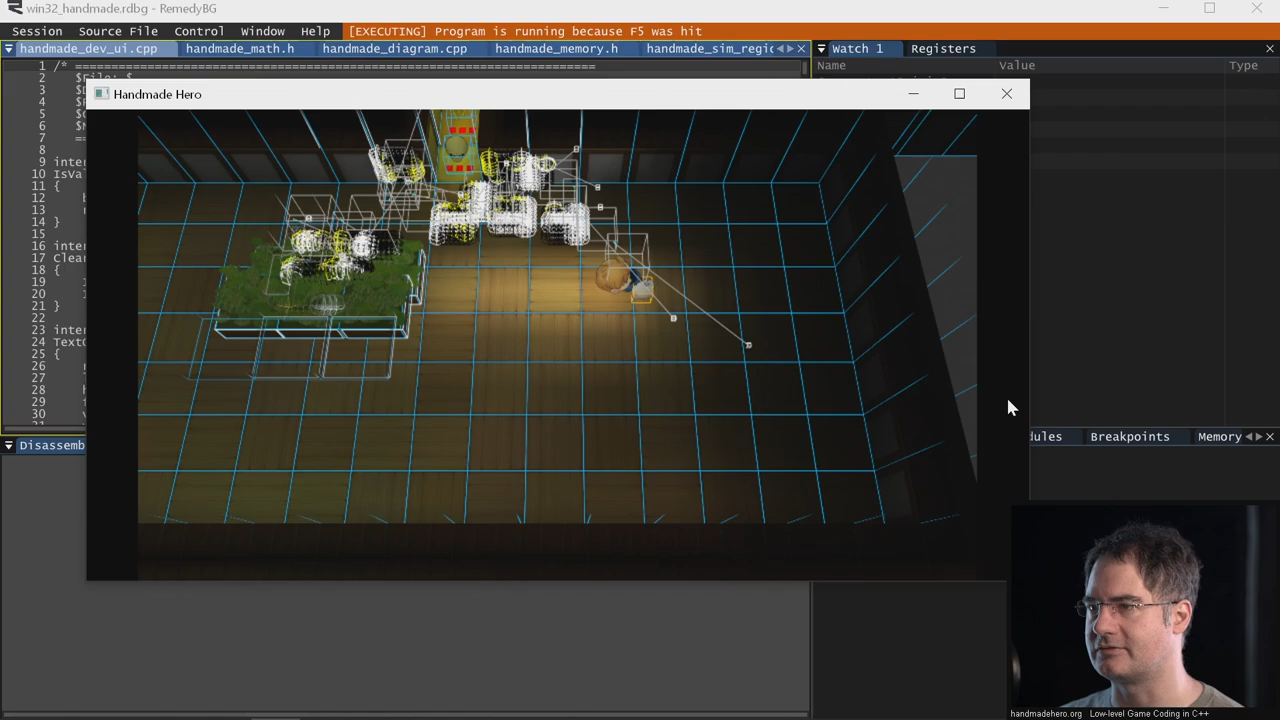 win32_handmade.rdbg - RemedyBG
Session Source File Control Window Help [EXECUTING] Program is running because F5 was hit
handmade_dev_ui.cpp handmade_math.h handmade_diagram.cpp handmade_memory.h handmade_sim_regic
Watch 1 Registers
Name Value Type
1 /* ========================================================================
2 $File: $
3
4
5
6
7
8
9 inter
10 IsVal
11 {
12
13
14 }
15
16 inter
17 Clear
18 {
19
20
21 }
22
23 inter
24 TextO
25 {
26
27
28
29
30
Handmade Hero
Disassemb
dules Breakpoints Memory
handmadehero.org Low-level Game Coding in C++